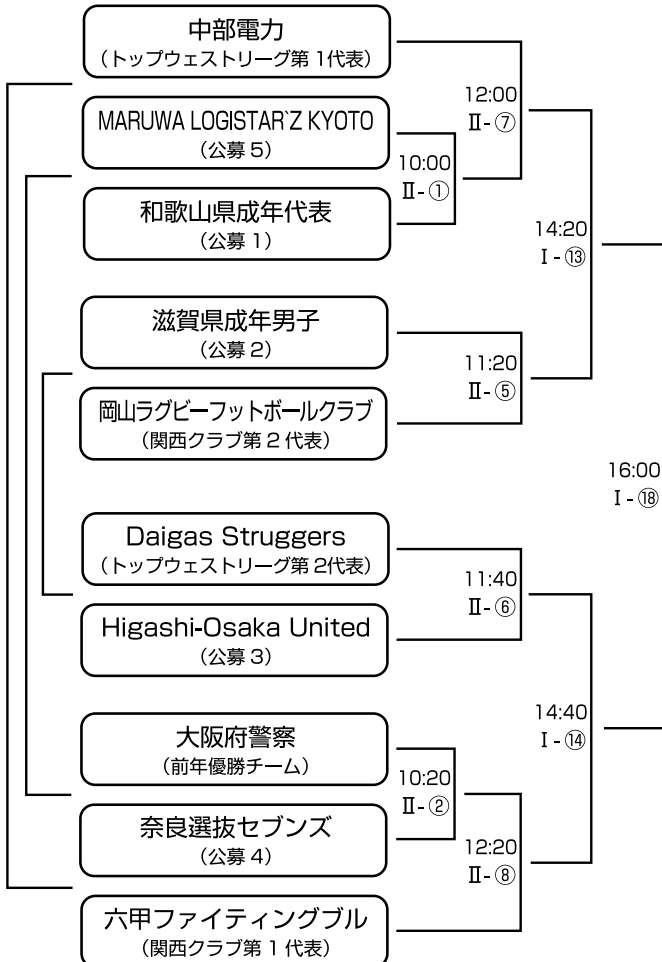 中部電力
(トップウェストリーグ第1代表)
12:00
Ⅱ-⑦
MARUWA LOGISTAR`Z KYOTO
(公募5)
10:00
Ⅱ-①
和歌山県成年代表
(公募1)
14:20
Ⅰ-⑬
滋賀県成年男子
(公募2)
11:20
Ⅱ-⑤
岡山ラグビーフットボールクラブ
(関西クラブ第2代表)
16:00
Ⅰ-⑱
Daigas Struggers
(トップウェストリーグ第2代表)
11:40
Ⅱ-⑥
Higashi-Osaka United
(公募3)
14:40
Ⅰ-⑭
大阪府警察
(前年優勝チーム)
10:20
Ⅱ-②
奈良選抜セブンズ
(公募4)
12:20
Ⅱ-⑧
六甲ファイティングブル
(関西クラブ第1代表)